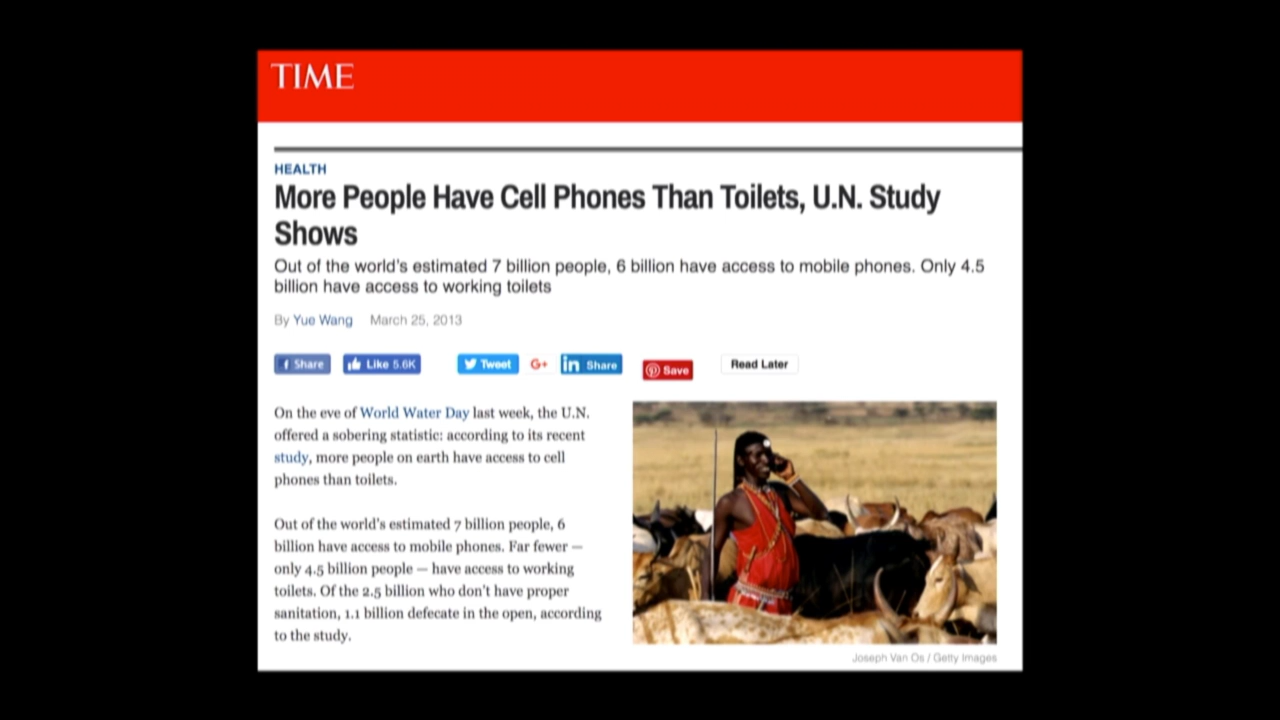 TIME
HEALTH
More People Have Cell Phones Than Toilets, U.N. Study
Shows
Out of the world's estimated 7 billion people, 6 billion have access to mobile phones. Only 4.5
billion have access to working toilets
By Yue Wang March 25, 2013
f Share Like 5.6K Tweet G+ in Share Save Read Later
On the eve of World Water Day last week, the U.N.
offered a sobering statistic: according to its recent
study, more people on earth have access to cell
phones than toilets.
Out of the world's estimated 7 billion people, 6
billion have access to mobile phones. Far fewer —
only 4.5 billion people — have access to working
toilets. Of the 2.5 billion who don't have proper
sanitation, 1.1 billion defecate in the open, according
to the study.
Joseph Van Os / Getty Images